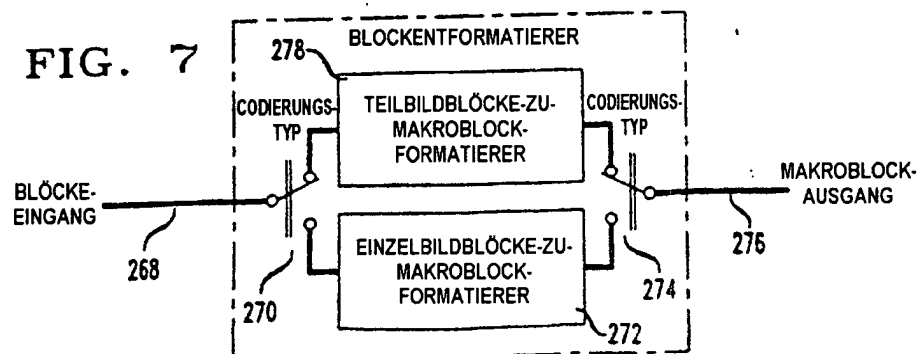 FIG. 7
BLOCKENTFORMATIERER
278
CODIERUNGS-
TYP
TEILBILDBLÖCKE-ZU-
MAKROBLOCK-
FORMATIERER
CODIERUNGS-
TYP
BLÖCKE-
EINGANG
MAKROBLOCK-
AUSGANG
268
270
EINZELBILDBLÖCKE-ZU-
MAKROBLOCK-
FORMATIERER
274
276
272